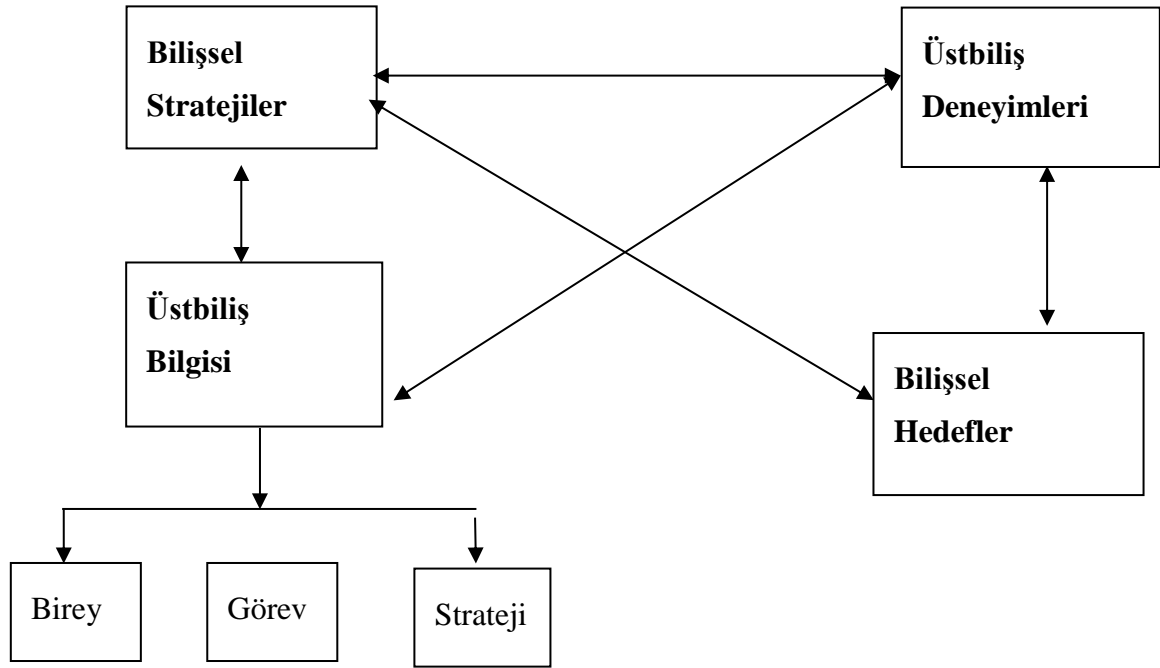 Bilişsel
Stratejiler
Üstbiliş
Deneyimleri
Üstbiliş
Bilgisi
Bilişsel
Hedefler
Birey
Görev
Strateji